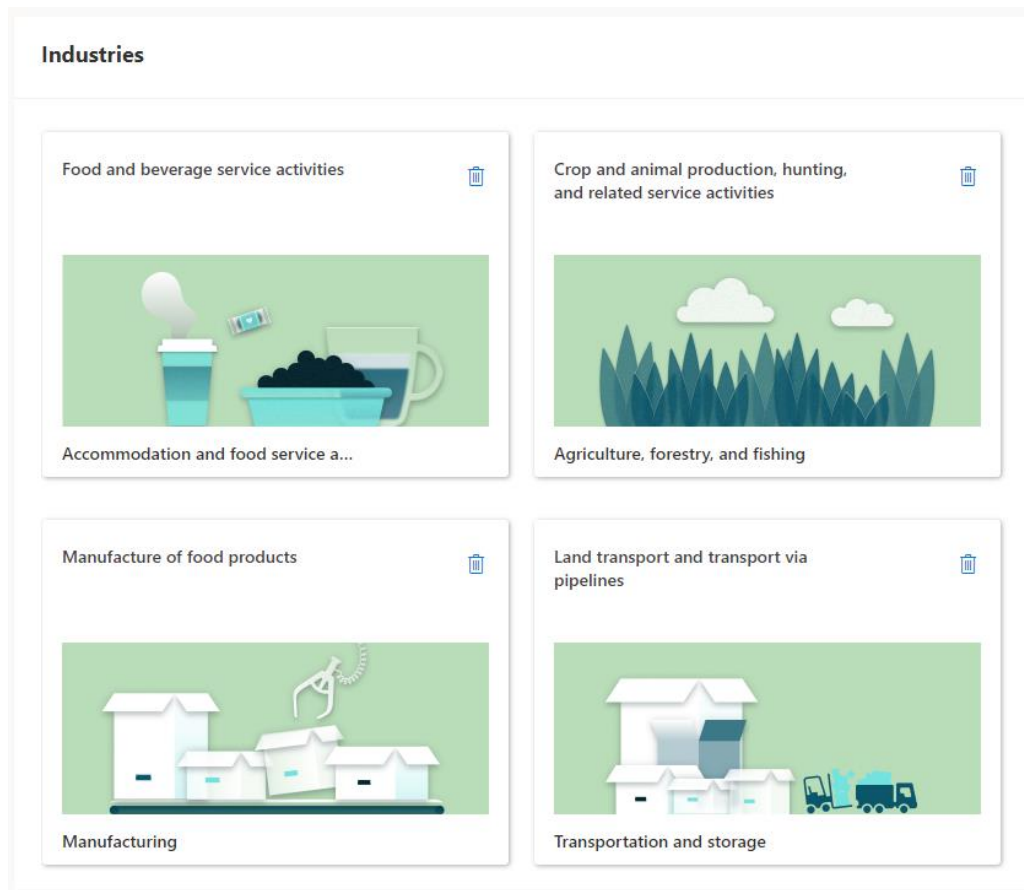 Industries
Food and beverage service activities
Crop and animal production, hunting,
and related service activities
Accommodation and food service a...
Agriculture, forestry, and fishing
Manufacture of food products
Land transport and transport via
pipelines
Manufacturing
Transportation and storage